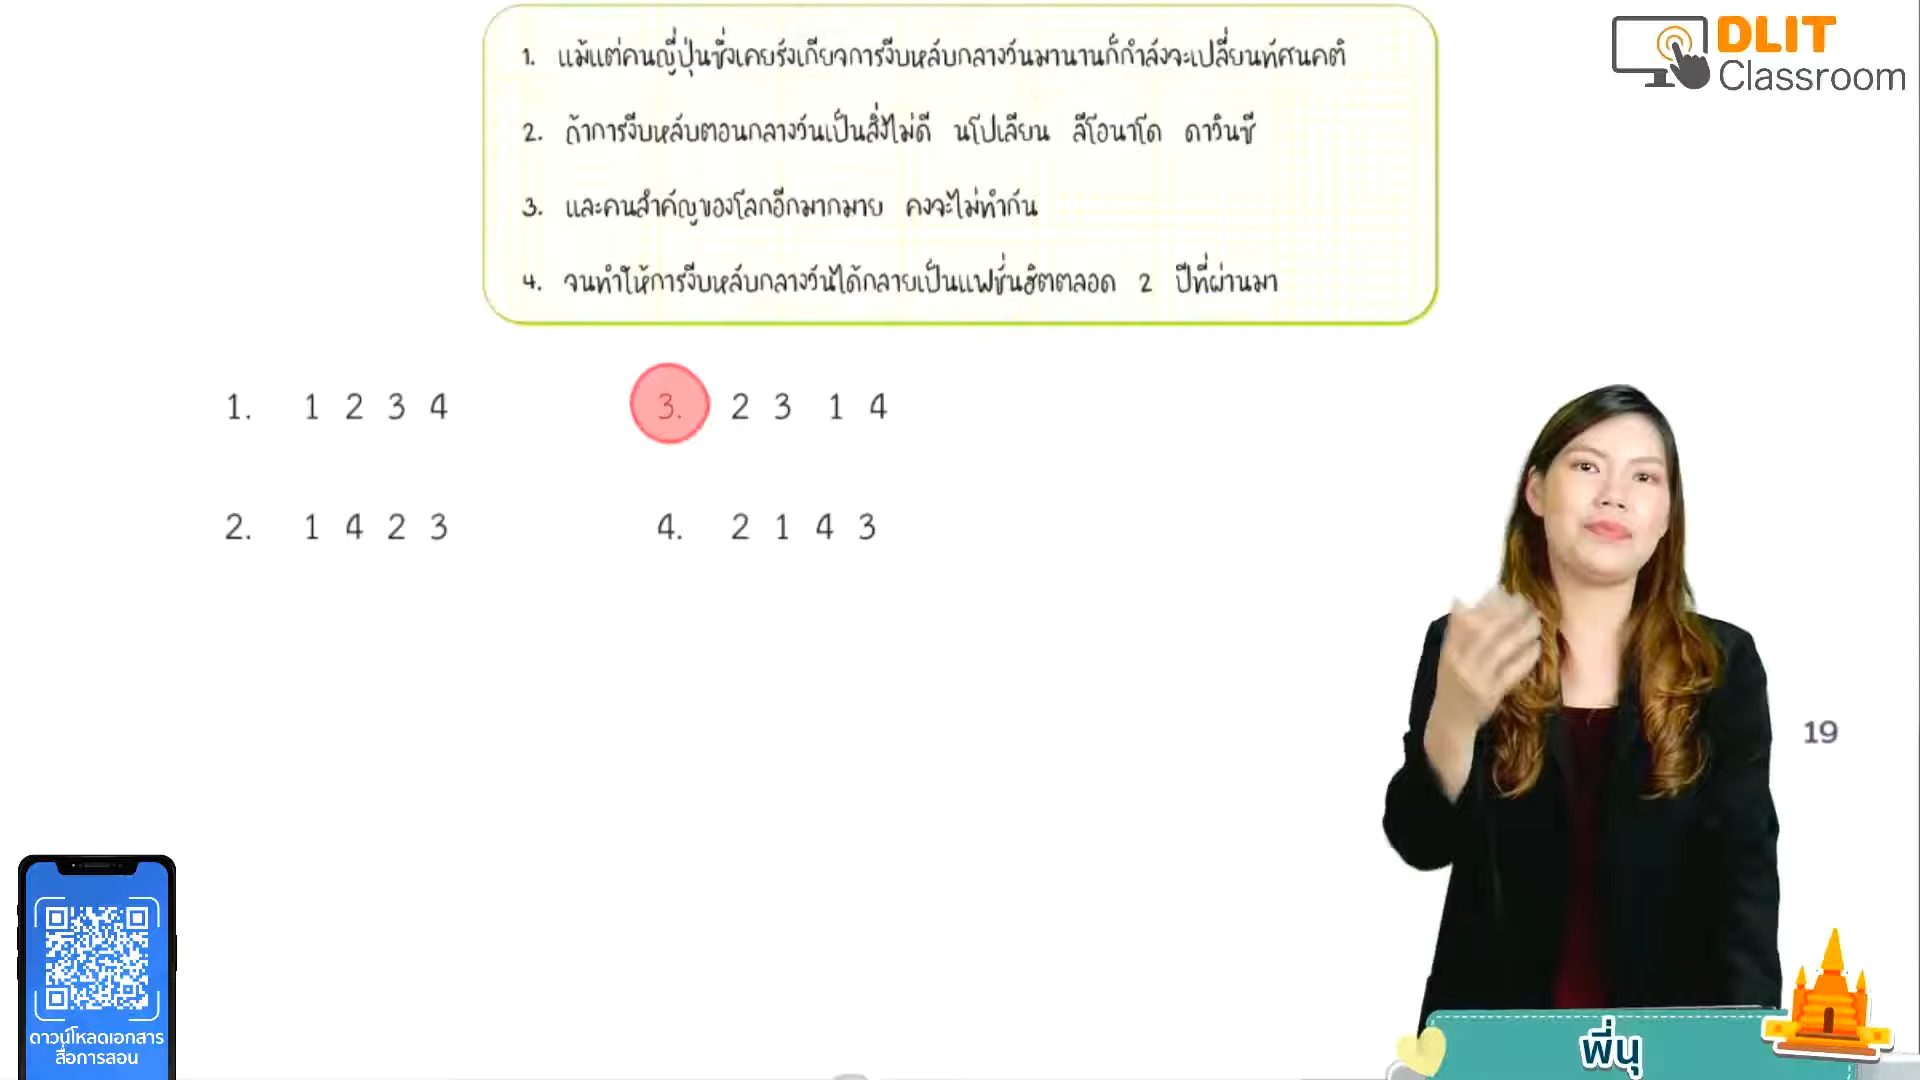 1. แม้แต่คนญี่ปุ่นซึ่งเคยรังเกียจการงีบหลับกลางวันมานานก็กำลังจะเปลี่ยนทัศนคติ
2. ถ้าการงีบหลับตอนกลางวันเป็นสิ่งไม่ดี นโปเลียน ลีโอนาโด ดาวินชี
3. และคนสำคัญของโลกอีกมากมาย คงจะไม่ทำกัน
4. จนทำให้การงีบหลับกลางวันได้กลายเป็นแฟชั่นฮิตตลอด 2 ปีที่ผ่านมา
DLIT
Classroom
1. 1 2 3 4
3. 2 3 1 4
2. 1 4 2 3
4. 2 1 4 3
19
ดาวน์โหลดเอกสาร
สื่อการสอน
พี่นุ